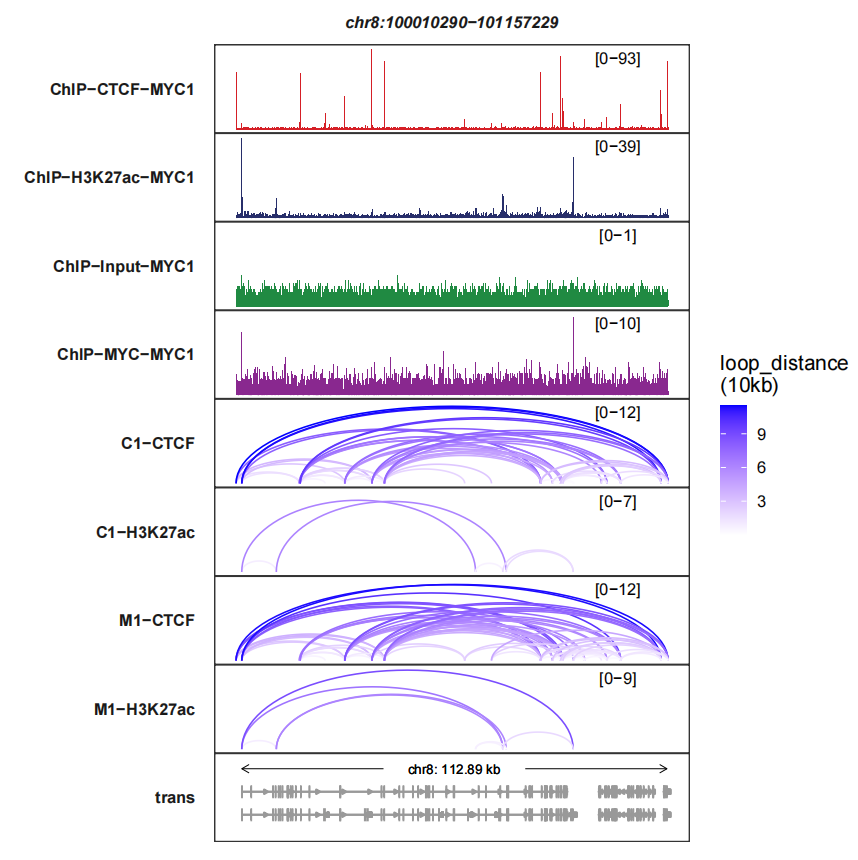 chr8:100010290−101157229
ChIP−CTCF−MYC1
[0−93]
ChIP−H3K27ac−MYC1
[0−39]
ChIP−Input−MYC1
[0−1]
ChIP−MYC−MYC1
[0−10]
C1−CTCF
[0−12]
C1−H3K27ac
[0−7]
M1−CTCF
[0−12]
M1−H3K27ac
[0−9]
trans
chr8: 112.89 kb
loop_distance
(10kb)
9
6
3